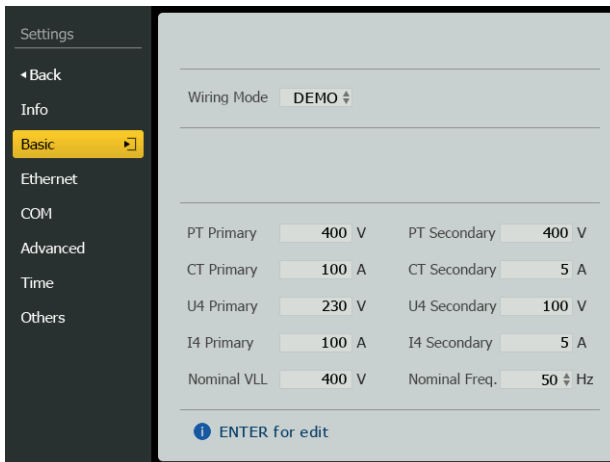 Settings
Back
Info
Basic
Ethernet
COM
Advanced
Time
Others
Wiring Mode DEMO
PT Primary 400 V PT Secondary 400 V
CT Primary 100 A CT Secondary 5 A
U4 Primary 230 V U4 Secondary 100 V
I4 Primary 100 A I4 Secondary 5 A
Nominal VLL 400 V Nominal Freq. 50 Hz
ENTER for edit